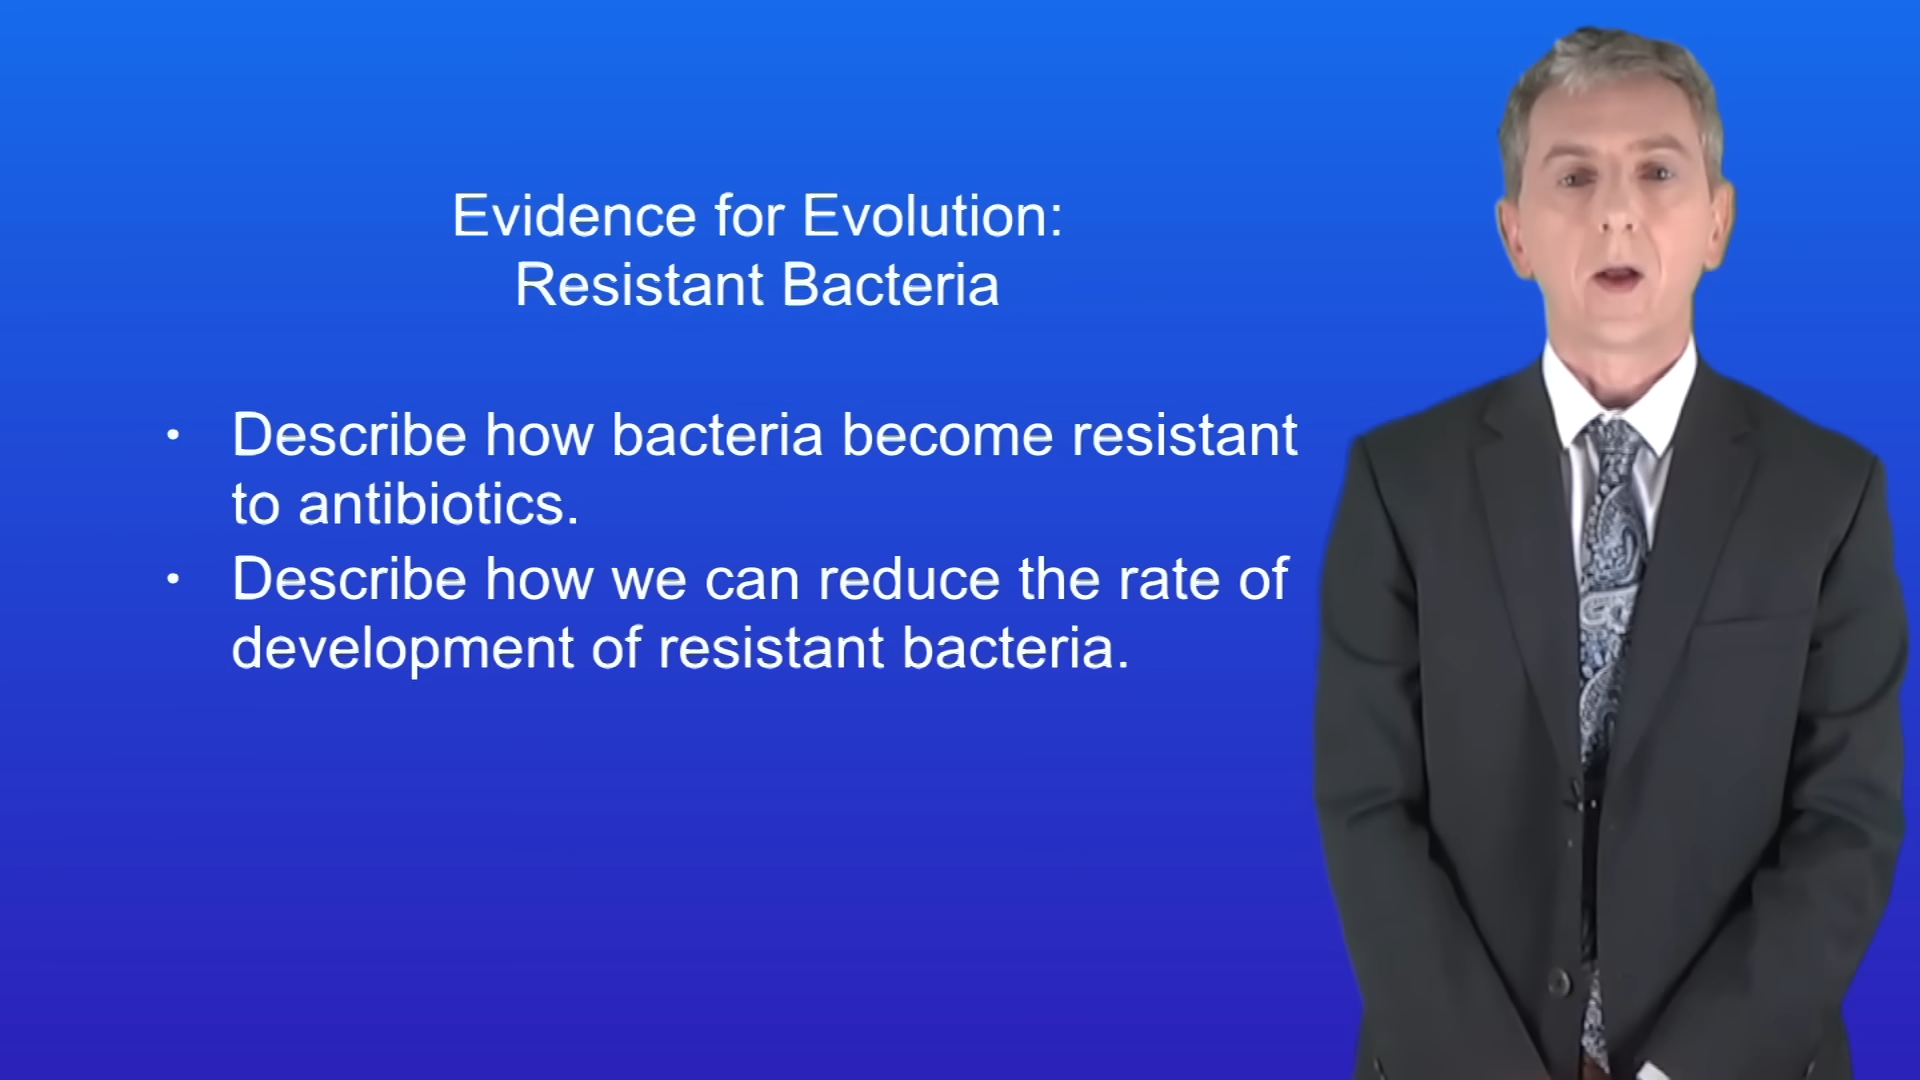 Evidence for Evolution:
Resistant Bacteria
• Describe how bacteria become resistant
to antibiotics.
• Describe how we can reduce the rate of
development of resistant bacteria.